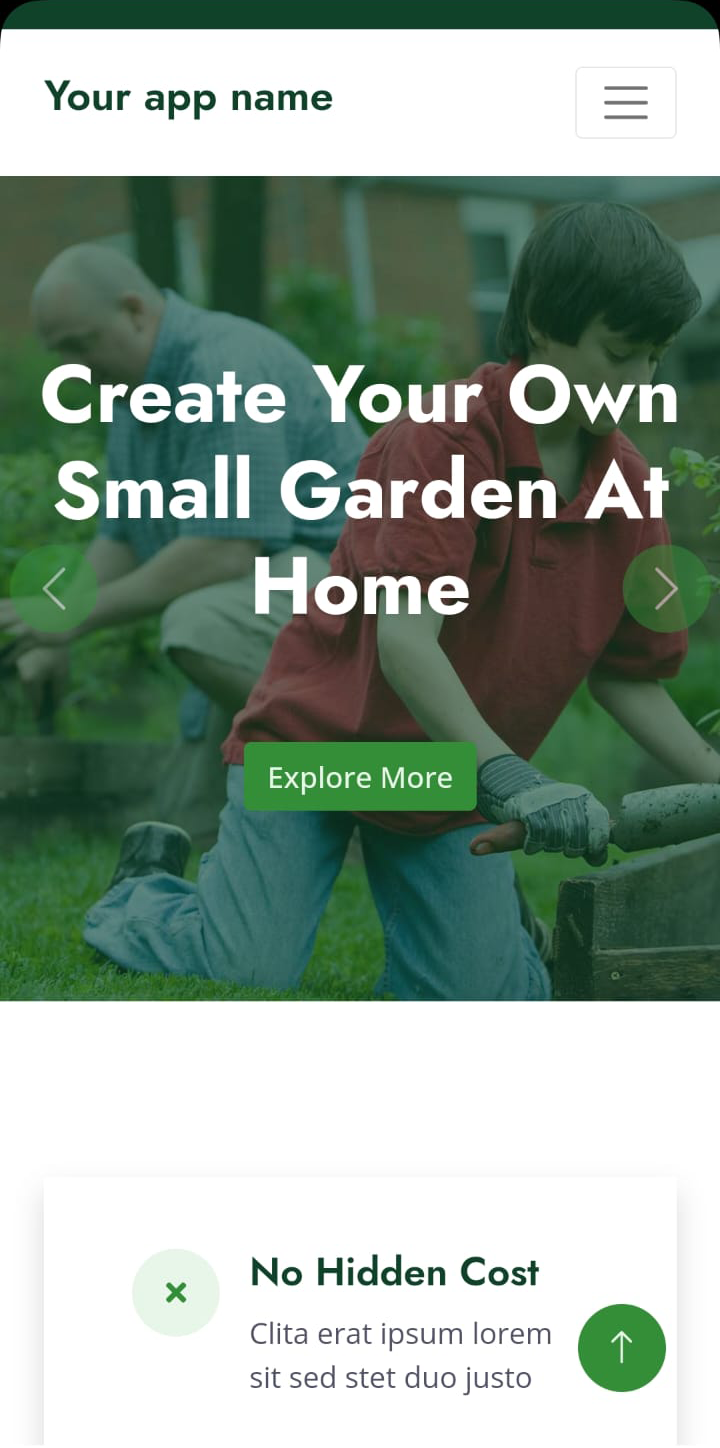 Your app name
Create Your Own
Small Garden At
Home
Explore More
No Hidden Cost
Clita erat ipsum lorem
sit sed stet duo justo